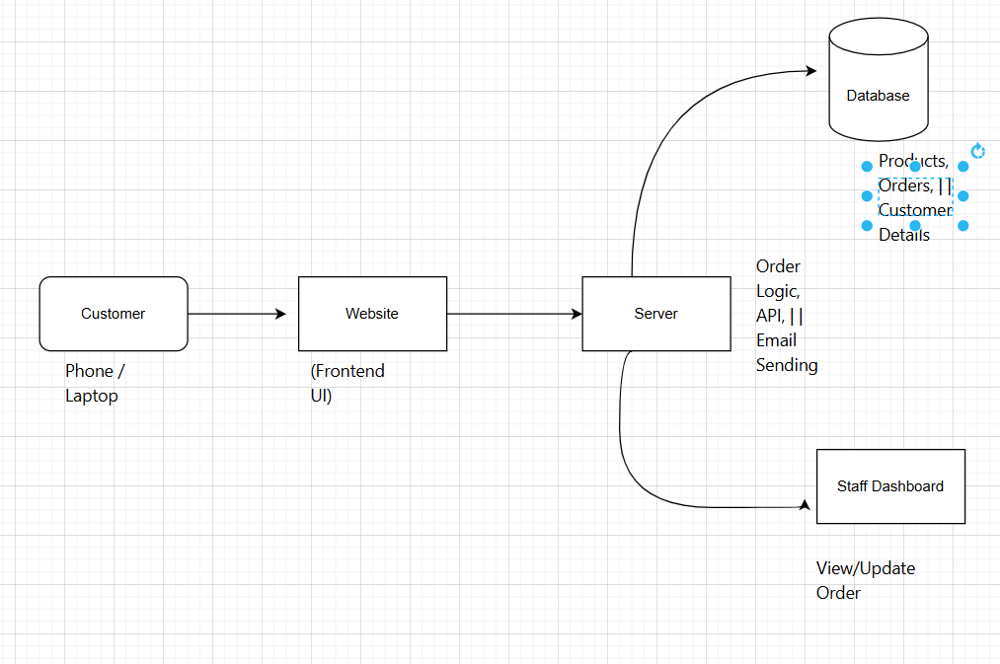 Database
Products,
Orders, ||
Customer
Details
Order
Logic,
API, ||
Email
Sending
Customer
Website
Server
Phone /
Laptop
(Frontend
UI)
Staff Dashboard
View/Update
Order